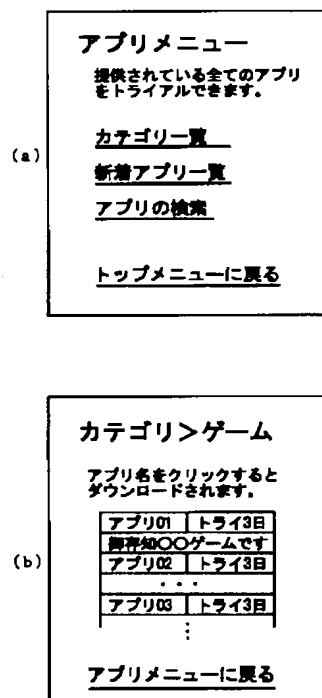 アプリメニュー
提供されている全てのアプリ
をトライアルできます。
(a)
カテゴリ一覧
新着アプリ一覧
アプリの検索
トップメニューに戻る
カテゴリ>ゲーム
アプリ名をクリックすると
ダウンロードされます。
アプリ01 トライ3日
御存知〇〇ゲームです
(b)
アプリ02 トライ3日
・・・
アプリ03 トライ3日
⋮
アプリメニューに戻る